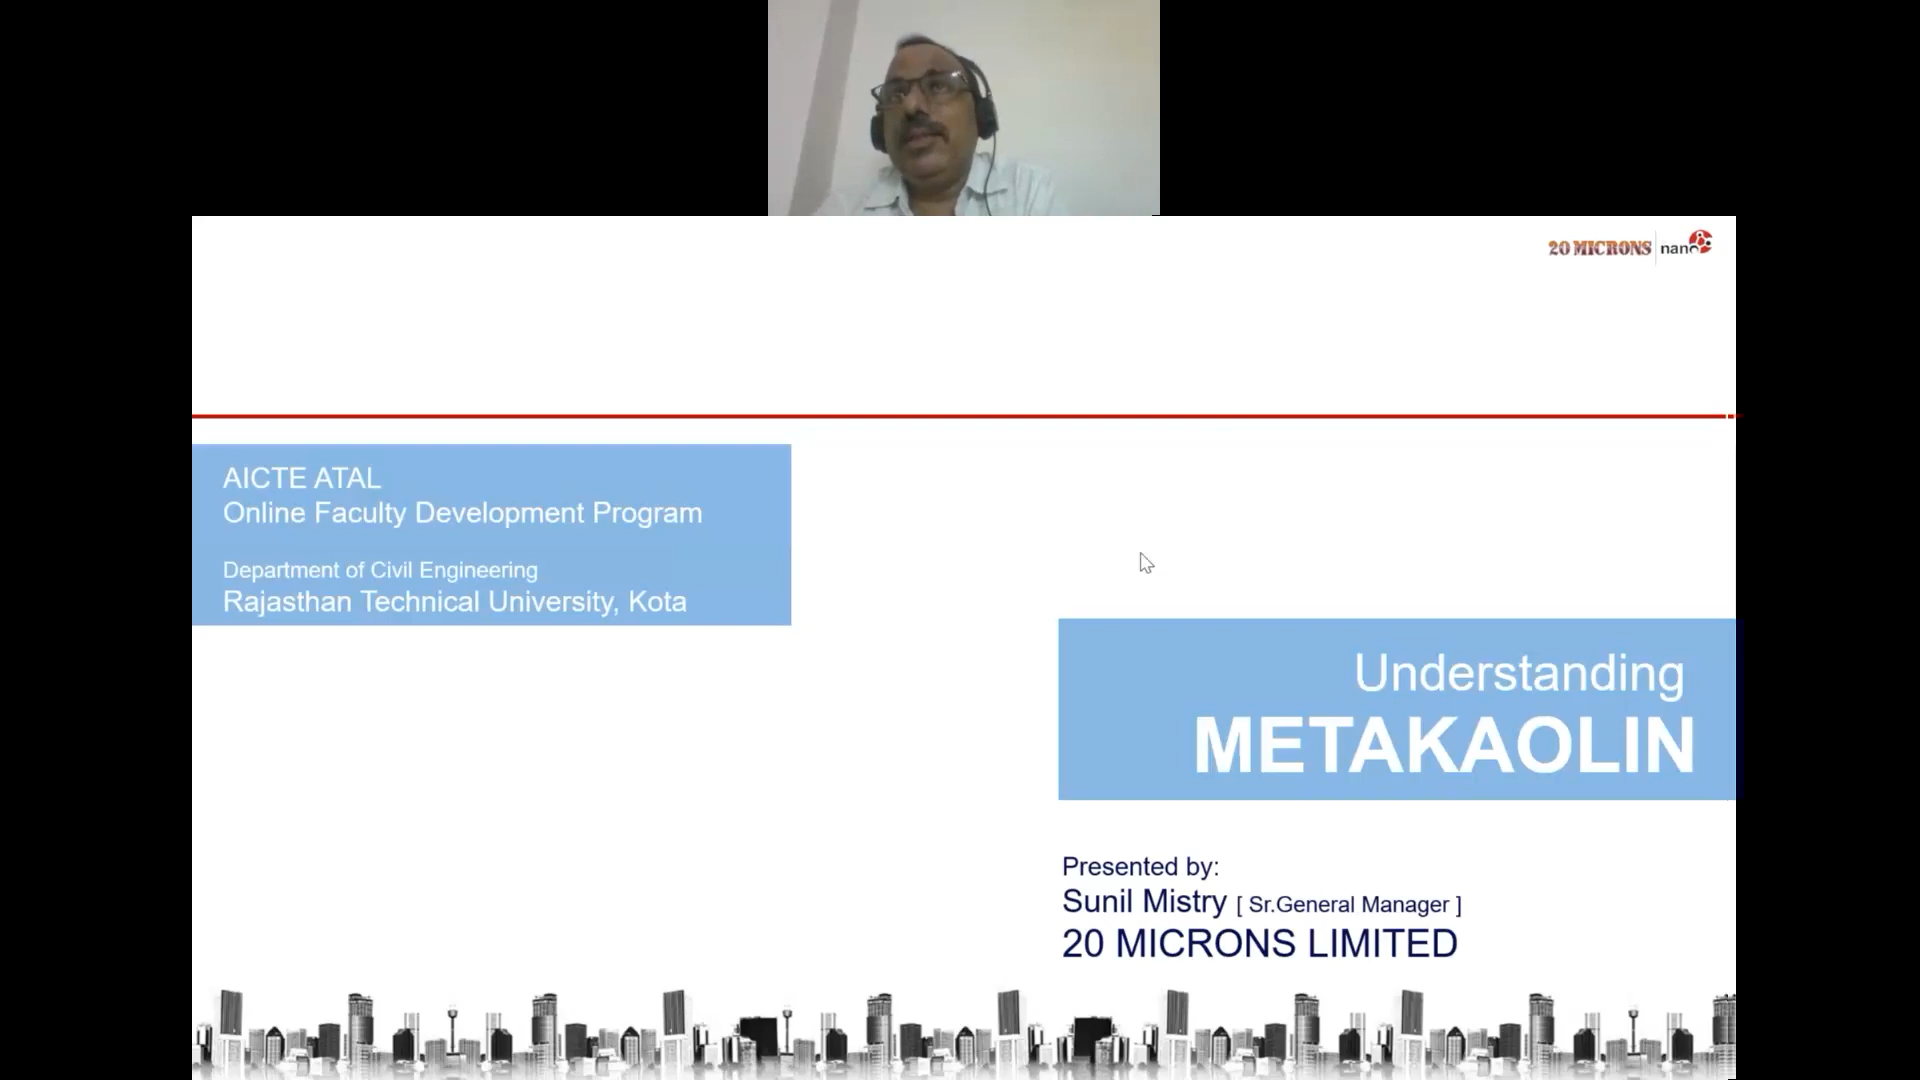 20 MICRONS nano
AICTE ATAL
Online Faculty Development Program
Department of Civil Engineering
Rajasthan Technical University, Kota
Understanding
METAKAOLIN
Presented by:
Sunil Mistry [ Sr.General Manager ]
20 MICRONS LIMITED